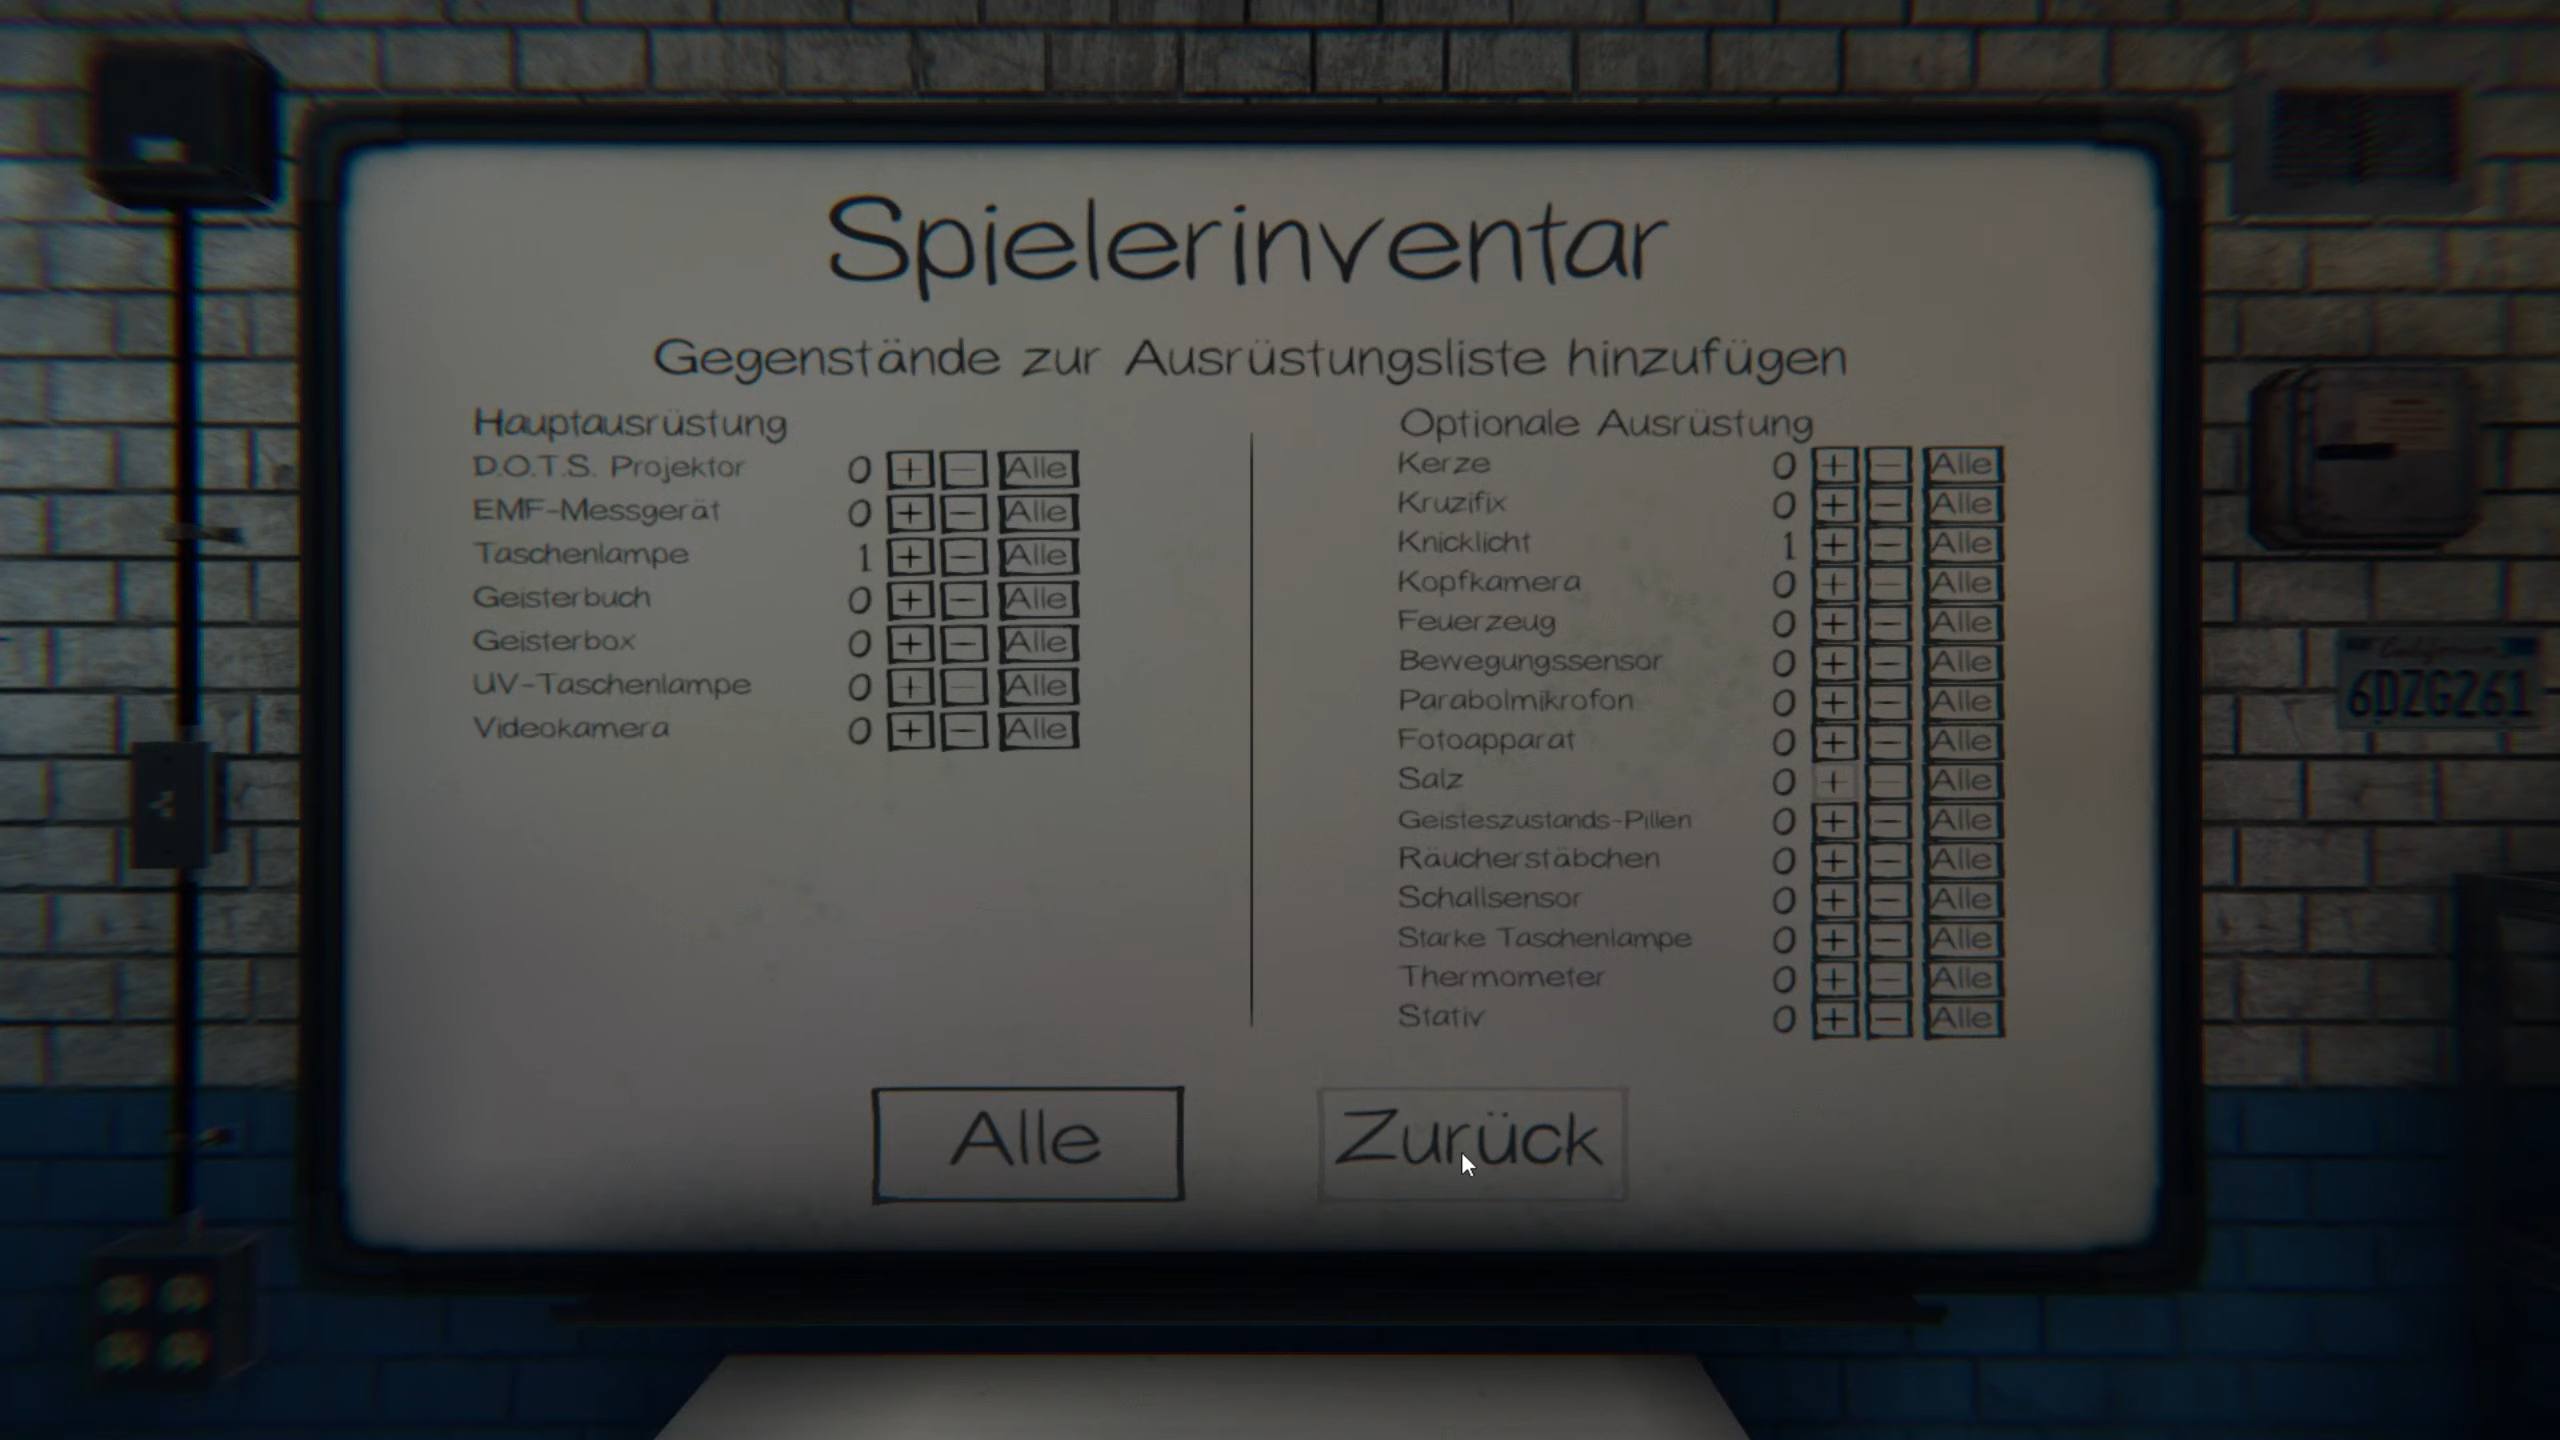 Spielerinventar
Gegenstände zur Ausrüstungsliste hinzufügen
Hauptausrüstung
D.O.T.S. Projektor 0 + - Alle
EMF-Messgerät 0 + - Alle
Taschenlampe 1 + - Alle
Geisterbuch 0 + - Alle
Geisterbox 0 + - Alle
UV-Taschenlampe 0 + - Alle
Videokamera 0 + - Alle
Optionale Ausrüstung
Kerze 0 + - Alle
Kruzifix 0 + - Alle
Knicklicht 1 + - Alle
Kopfkamera 0 + - Alle
Feuerzeug 0 + - Alle
Bewegungssensor 0 + - Alle
Parabolmikrofon 0 + - Alle
Fotoapparat 0 + - Alle
Salz 0 + - Alle
Geisteszustands-Pillen 0 + - Alle
Räucherstäbchen 0 + - Alle
Schallsensor 0 + - Alle
Starke Taschenlampe 0 + - Alle
Thermometer 0 + - Alle
Stativ 0 + - Alle
Alle
Zurück
California
6DZG261